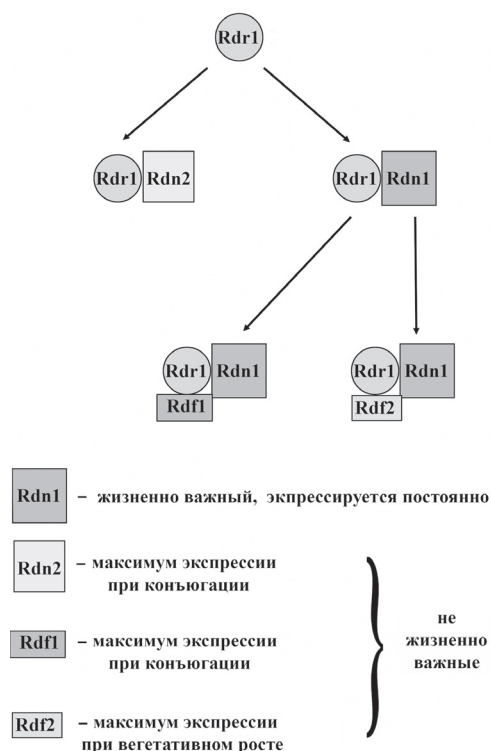 Rdr1
Rdr1 Rdn2 Rdr1 Rdn1
Rdr1 Rdn1 Rdr1 Rdn1
Rdf1 Rdf2
Rdn1 – жизненно важный, экпрессируется постоянно
Rdn2 – максимум экспрессии
при конъюгации
Rdf1 – максимум экспрессии
при конъюгации
Rdf2 – максимум экспрессии
при вегетативном росте
не
жизненно
важные